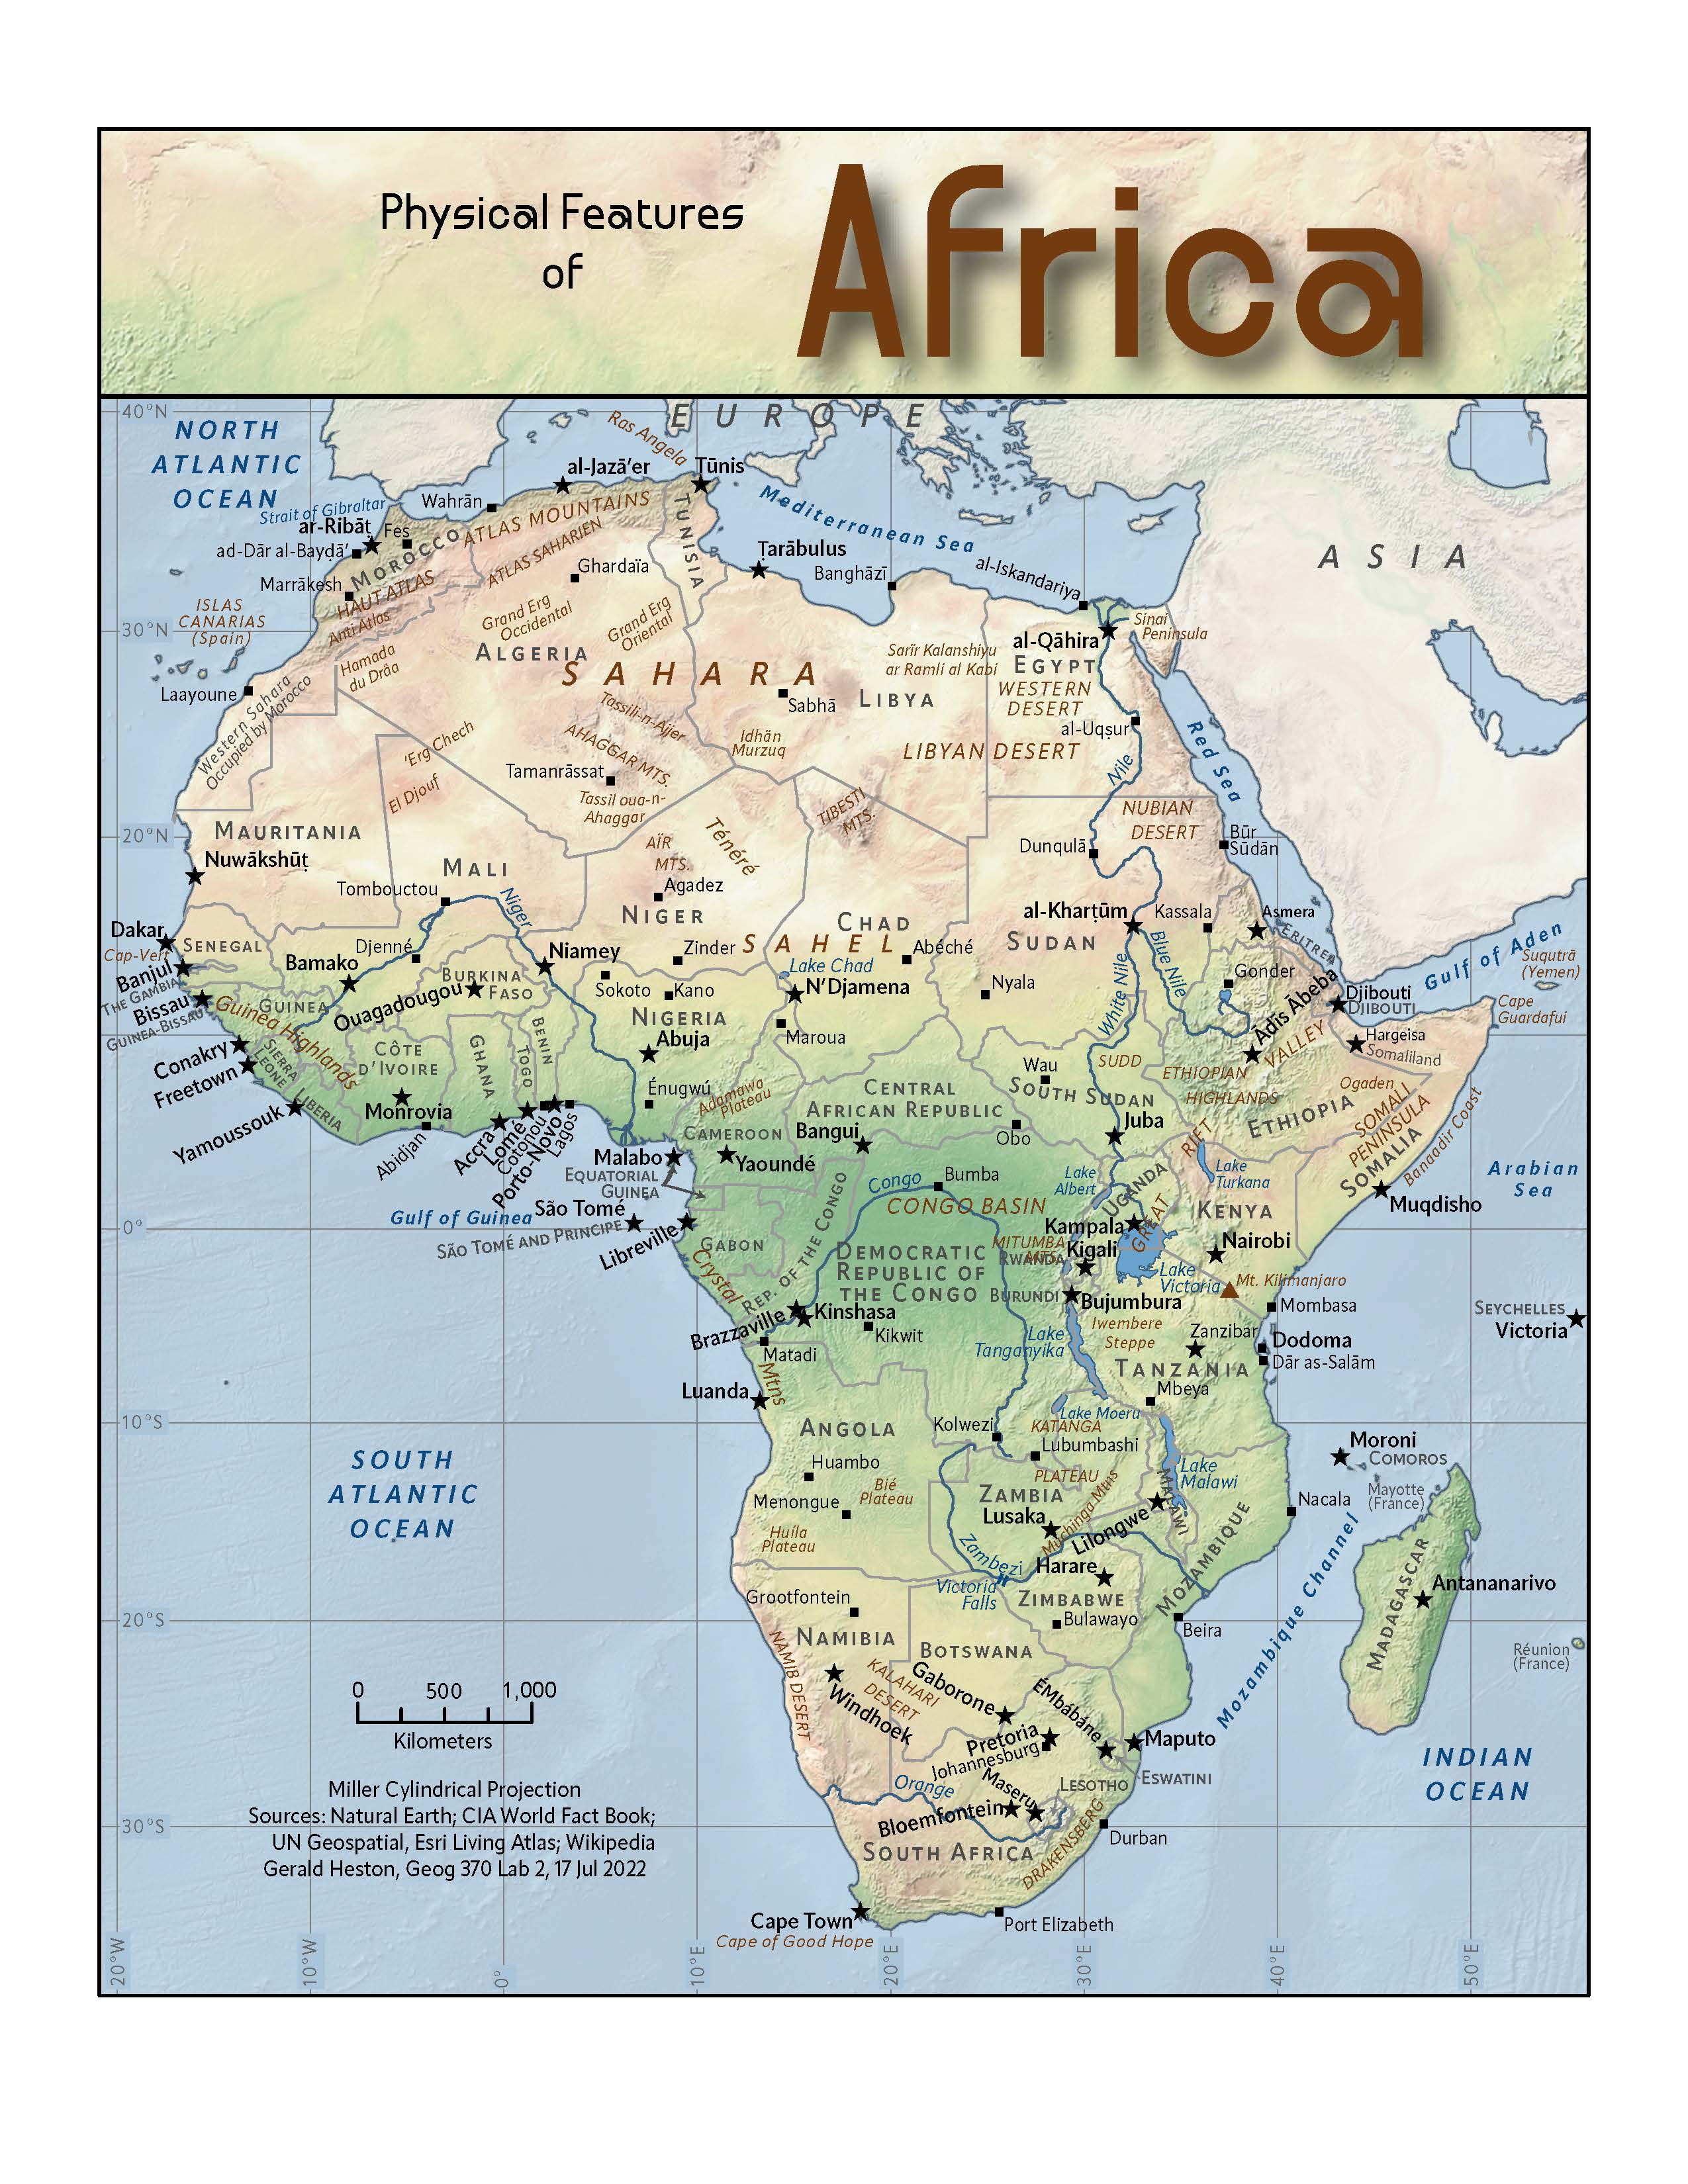 Physical Features
of
Africa
40°N
EUROPE
NORTH
ATLANTIC
OCEAN
Ras Angela
al-Jazā'er
Tūnis
Strait of Gibraltar
Wahrān
ATLAS MOUNTAINS
Mediterranean Sea
ar-Ribāṭ
Fes
TUNISIA
ad-Dār al-Bayḍā'
MOROCCO
ATLAS SAHARIEN
Tarābulus
ASIA
Marrākesh
HAUT ATLAS
Ghardaïa
Banghāzī
al-Iskandariya
ISLAS
CANARIAS
(Spain)
Anti Atlas
Grand Erg
Occidental
Grand Erg
Oriental
Sinai
Peninsula
30°N
al-Qāhira
Hamada
du Drâa
ALGERIA
SAHARA
Sarīr Kalanshiyu
ar Ramli al Kabi
EGYPT
WESTERN
DESERT
Laayoune
Western Sahara
Occupied by Morocco
Sabhā
LIBYA
al-Uqsur
Tassili-n-Ajjer
Idhān
Murzuq
LIBYAN DESERT
Red Sea
'Erg Chech
AHAGGAR MTS.
Nile
Tamanrāssat
El Djouf
Tassil oua-n-
Ahaggar
TIBESTI
MTS.
NUBIAN
DESERT
20°N
MAURITANIA
AÏR
MTS.
Ténéré
Dunqulā
Būr
Sūdān
Nuwākshūṭ
MALI
Tombouctou
Niger
Agadez
NIGER
CHAD
al-Kharṭūm
Kassala
Asmera
ERITREA
Dakar
Cap-Vert
SENEGAL
Djenné
Niamey
Zinder
SAHEL
Abéché
SUDAN
Gulf of Aden
Suquṭrā
(Yemen)
Banjul
THE GAMBIA
Bamako
BURKINA
FASO
Lake Chad
N'Djamena
Blue Nile
Gonder
Bissau
GUINEA-BISSAU
GUINEA
Guinea Highlands
Ouagadougou
Sokoto
Kano
Nyala
White Nile
Ādīs Ābeba
Djibouti
DJIBOUTI
Cape
Guardafui
NIGERIA
Abuja
Maroua
VALLEY
Hargeisa
Somaliland
Conakry
Freetown
SIERRA
LEONE
CÔTE
D'IVOIRE
GHANA
TOGO
BENIN
Wau
SUDD
ETHIOPIAN
HIGHLANDS
Ogaden
Yamoussouk
LIBERIA
Monrovia
Énugwú
Adamawa
Plateau
CENTRAL
AFRICAN REPUBLIC
SOUTH SUDAN
ETHIOPIA
SOMALI
PENINSULA
Abidjan
Accra
Lomé
Cotonou
Porto-Novo
Lagos
CAMEROON
Bangui
Obo
Juba
RIFT
SOMALIA
Banaadir Coast
Malabo
EQUATORIAL
GUINEA
Yaoundé
Congo
Bumba
Lake
Albert
UGANDA
Lake
Turkana
Arabian
Sea
Gulf of Guinea
São Tomé
SÃO TOMÉ AND PRINCIPE
CONGO BASIN
KENYA
Muqdisho
0°
Libreville
GABON
REP. OF THE CONGO
DEMOCRATIC
REPUBLIC OF
THE CONGO
MITUMBA
MTS.
RWANDA
Kampala
Kigali
GREAT
Nairobi
Crystal
Mtns
Lake
Victoria
Mt. Kilimanjaro
BURUNDI
Bujumbura
Mombasa
SEYCHELLES
Victoria
Brazzaville
Kinshasa
Kikwit
Iwembere
Steppe
Zanzibar
Dodoma
Matadi
Lake
Tanganyika
TANZANIA
Dār as-Salām
Luanda
Mbeya
10°S
ANGOLA
Kolwezi
Lake Moeru
KATANGA
Lubumbashi
SOUTH
ATLANTIC
OCEAN
Huambo
PLATEAU
Lake
Malawi
Moroni
COMOROS
Menongue
Bié
Plateau
ZAMBIA
Lusaka
Muchinga Mtns
MALAWI
Nacala
Mayotte
(France)
Huíla
Plateau
Lilongwe
Zambezi
Harare
MOZAMBIQUE
Mozambique Channel
Antananarivo
Grootfontein
Victoria
Falls
ZIMBABWE
Bulawayo
MADAGASCAR
20°S
Beira
NAMIBIA
BOTSWANA
Réunion
(France)
NAMIB DESERT
KALAHARI
DESERT
Gaborone
ÉMbábáne
Windhoek
0
500
1,000
Kilometers
Pretoria
Johannesburg
Maputo
INDIAN
OCEAN
Maseru
LESOTHO
ESWATINI
Miller Cylindrical Projection
Sources: Natural Earth; CIA World Fact Book;
UN Geospatial, Esri Living Atlas; Wikipedia
Gerald Heston, Geog 370 Lab 2, 17 Jul 2022
Orange
Bloemfontein
30°S
SOUTH AFRICA
DRAKENSBERG
Durban
Cape Town
Cape of Good Hope
Port Elizabeth
20°W
10°W
0°
10°E
20°E
30°E
40°E
50°E